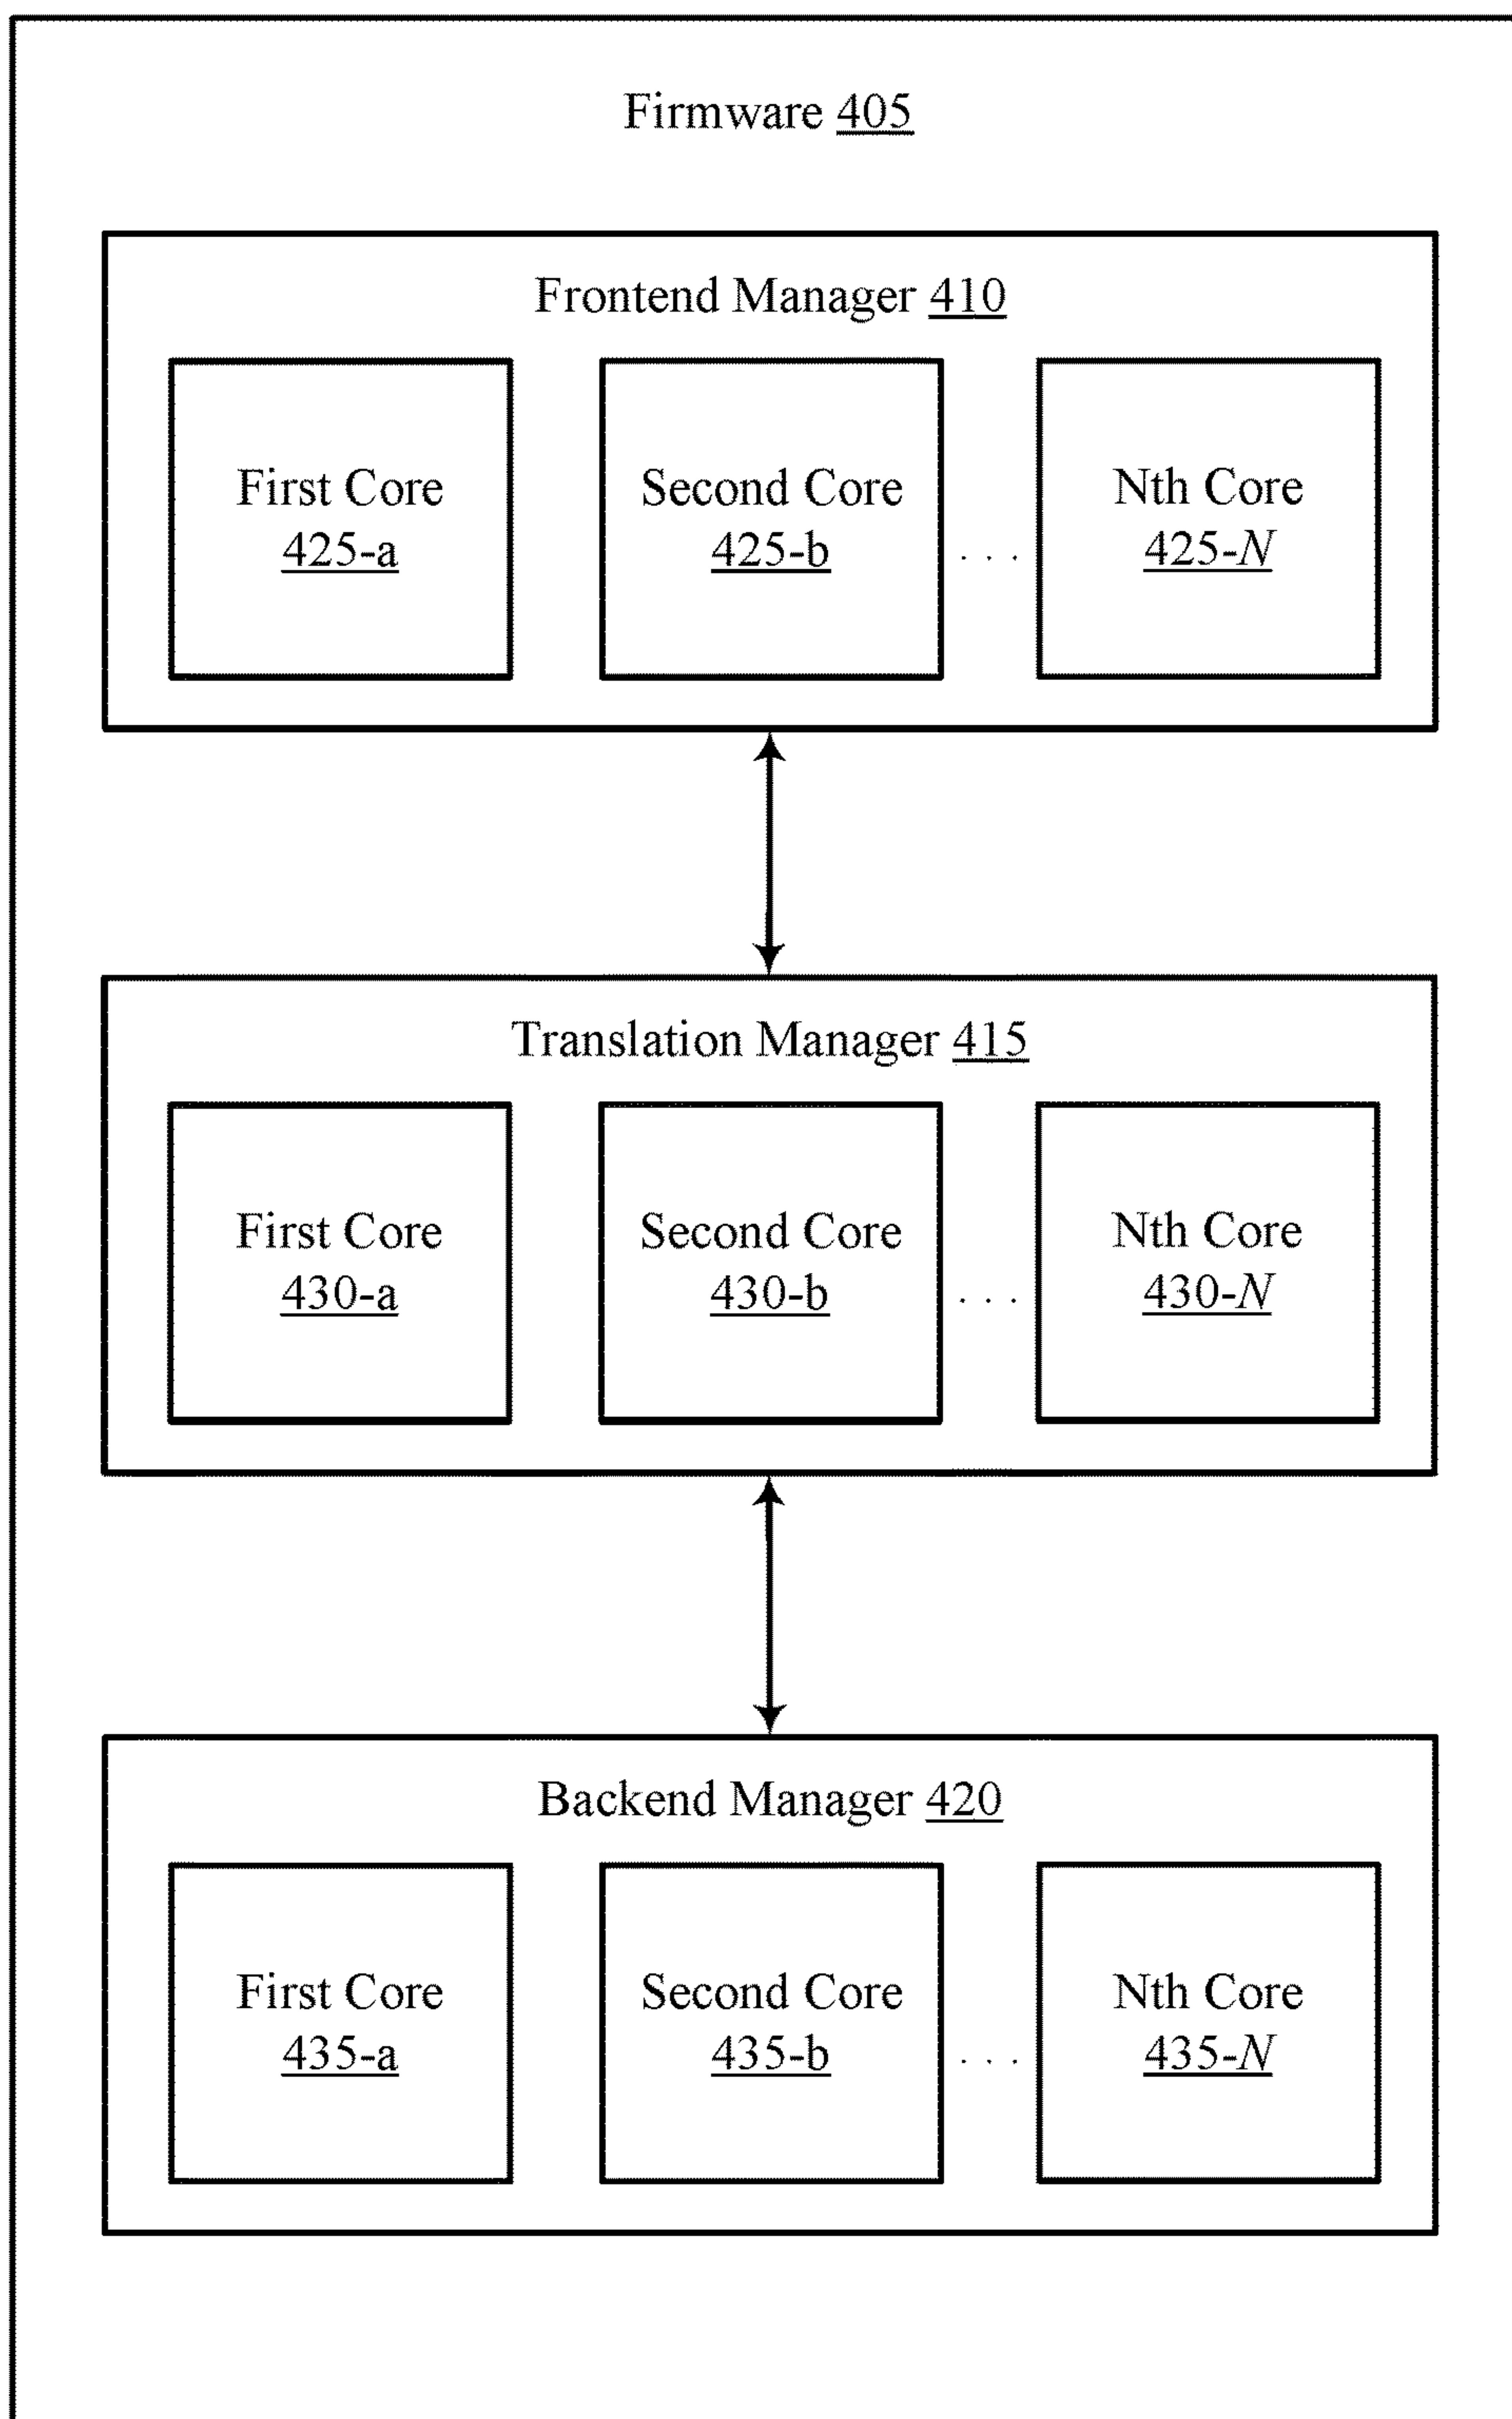 Firmware 405
Frontend Manager 410
First Core
425-a
Second Core
425-b
. . .
Nth Core
425-N
Translation Manager 415
First Core
430-a
Second Core
430-b
. . .
Nth Core
430-N
Backend Manager 420
First Core
435-a
Second Core
435-b
. . .
Nth Core
435-N